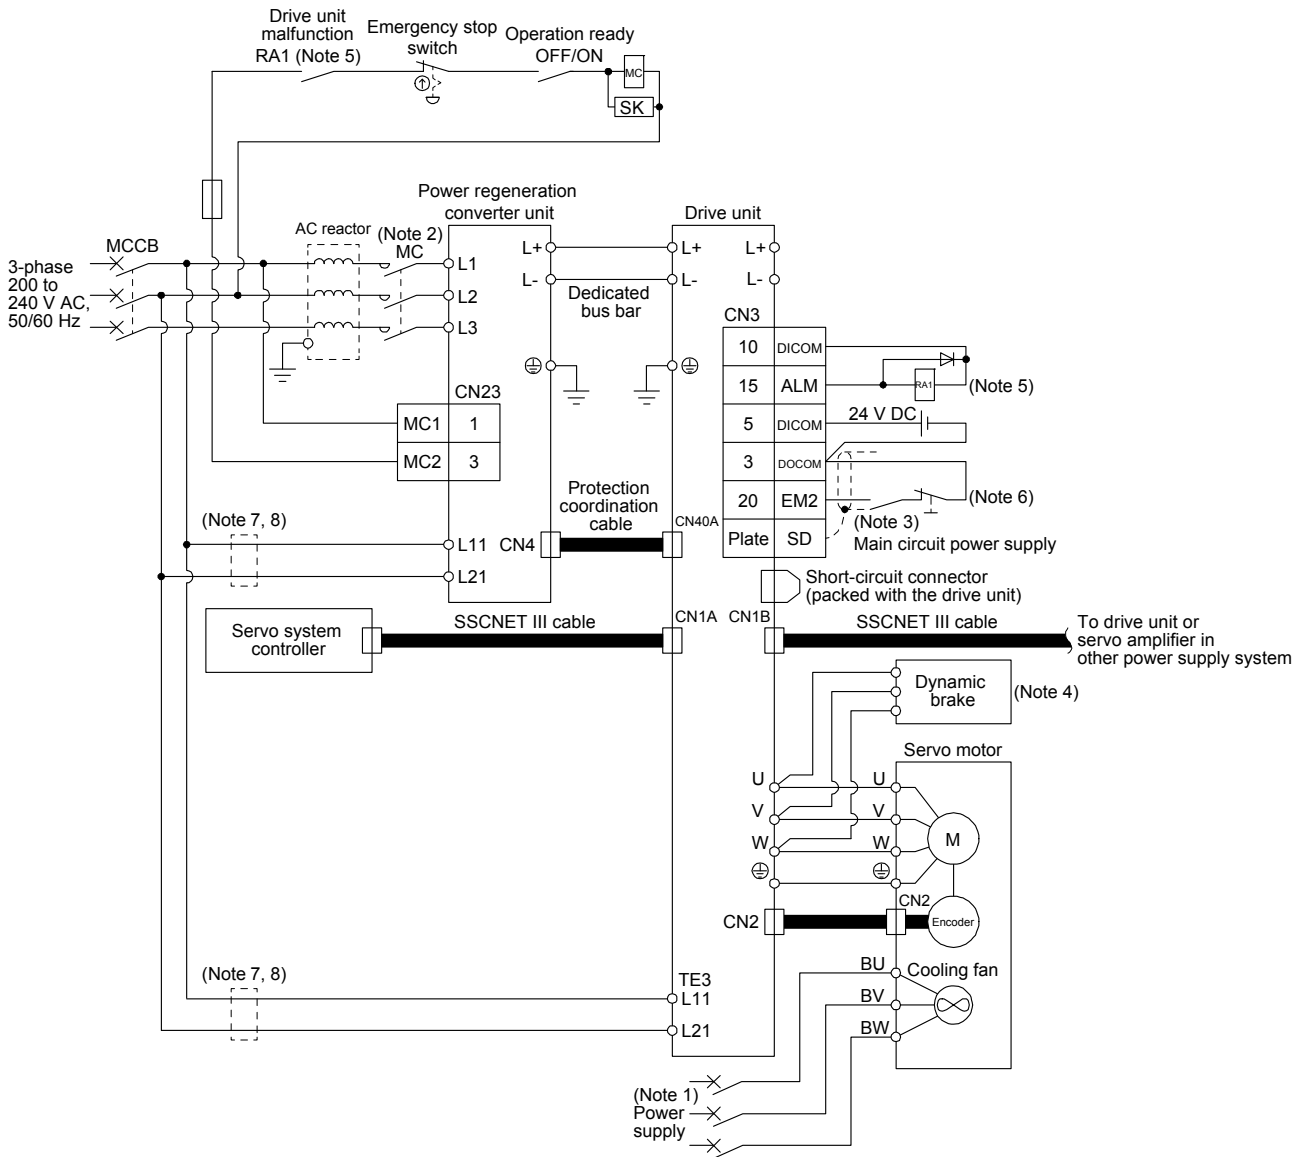 Drive unit
malfunction
RA1 (Note 5)
Emergency stop
switch
Operation ready
OFF/ON
MC
SK
Power regeneration
converter unit
Drive unit
AC reactor
(Note 2)
MC
MCCB
3-phase
200 to
240 V AC,
50/60 Hz
L1
L2
L3
L+
L-
L+
L-
L+
L-
Dedicated
bus bar
CN3
10 DICOM
15 ALM
5 DICOM
3 DOCOM
20 EM2
Plate SD
RA1
(Note 5)
24 V DC
(Note 6)
(Note 3)
Main circuit power supply
CN23
MC1 1
MC2 3
Protection
coordination
cable
(Note 7, 8)
L11
L21
CN4
CN40A
Short-circuit connector
(packed with the drive unit)
Servo system
controller
SSCNET III cable
CN1A
CN1B
SSCNET III cable
To drive unit or
servo amplifier in
other power supply system
Dynamic
brake
(Note 4)
Servo motor
U
V
W
U
V
W
M
CN2
CN2
Encoder
(Note 7, 8)
TE3
L11
L21
BU
BV
BW
Cooling fan
(Note 1)
Power
supply